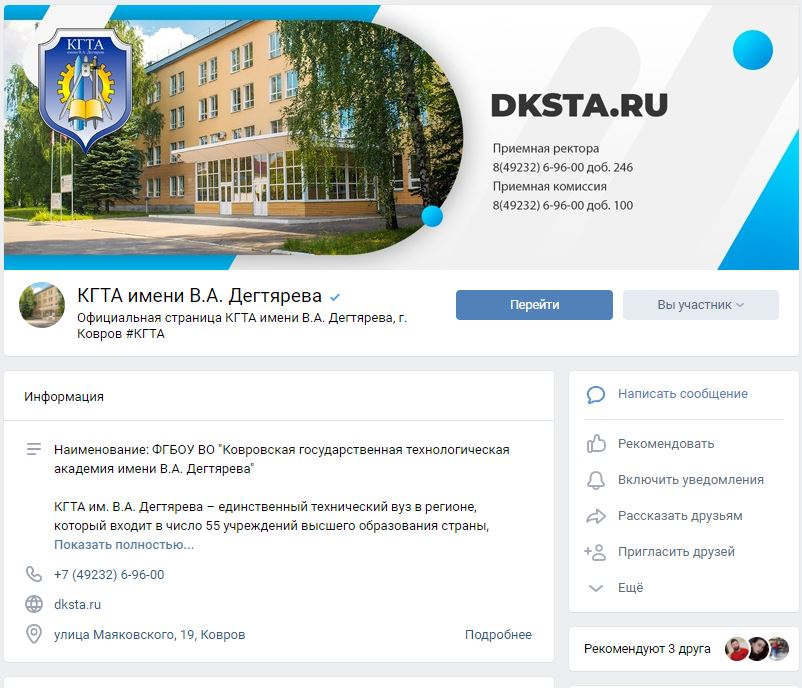 КГТА
имени В.А. Дегтярева
DKSTA.RU
Приемная ректора
8(49232) 6-96-00 доб. 246
Приемная комиссия
8(49232) 6-96-00 доб. 100
КГТА имени В.А. Дегтярева
Официальная страница КГТА имени В.А. Дегтярева, г.
Ковров #КГТА
Перейти
Вы участник
Информация
Наименование: ФГБОУ ВО "Ковровская государственная технологическая
академия имени В.А. Дегтярева"
КГТА им. В.А. Дегтярева – единственный технический вуз в регионе,
который входит в число 55 учреждений высшего образования страны,
Показать полностью...
+7 (49232) 6-96-00
dksta.ru
улица Маяковского, 19, Ковров
Подробнее
Написать сообщение
Рекомендовать
Включить уведомления
Рассказать друзьям
Пригласить друзей
Ещё
Рекомендуют 3 друга